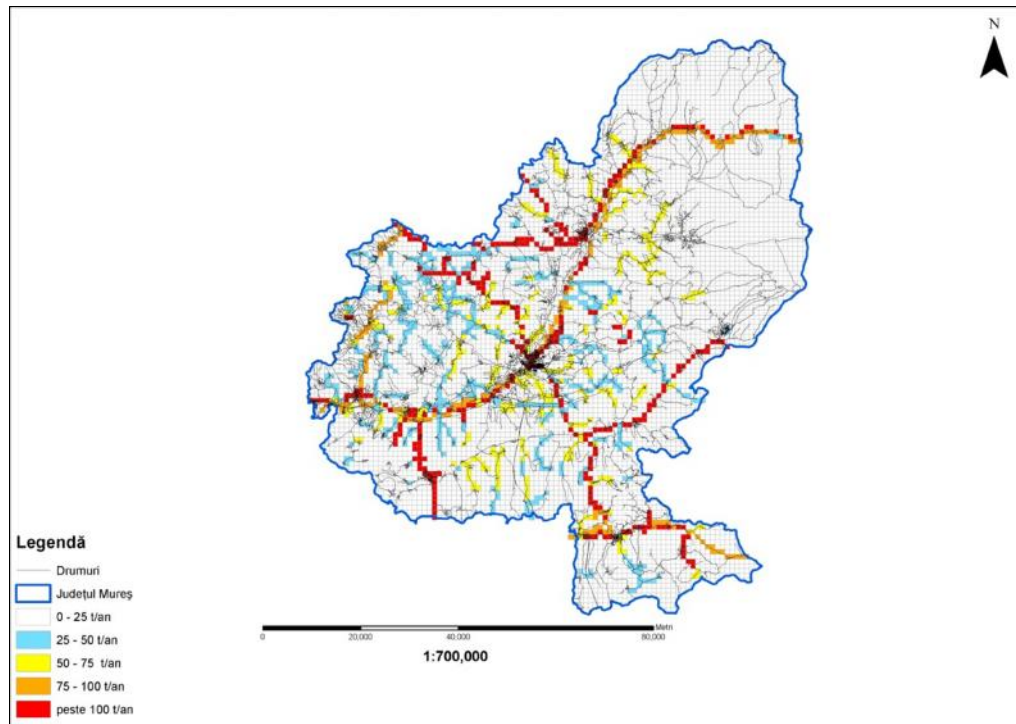 N
Legendă
Drumuri
Județul Mureș
0 - 25 t/an
25 - 50 t/an
50 - 75 t/an
75 - 100 t/an
peste 100 t/an
Metri
0 20,000 40,000 80,000
1:700,000